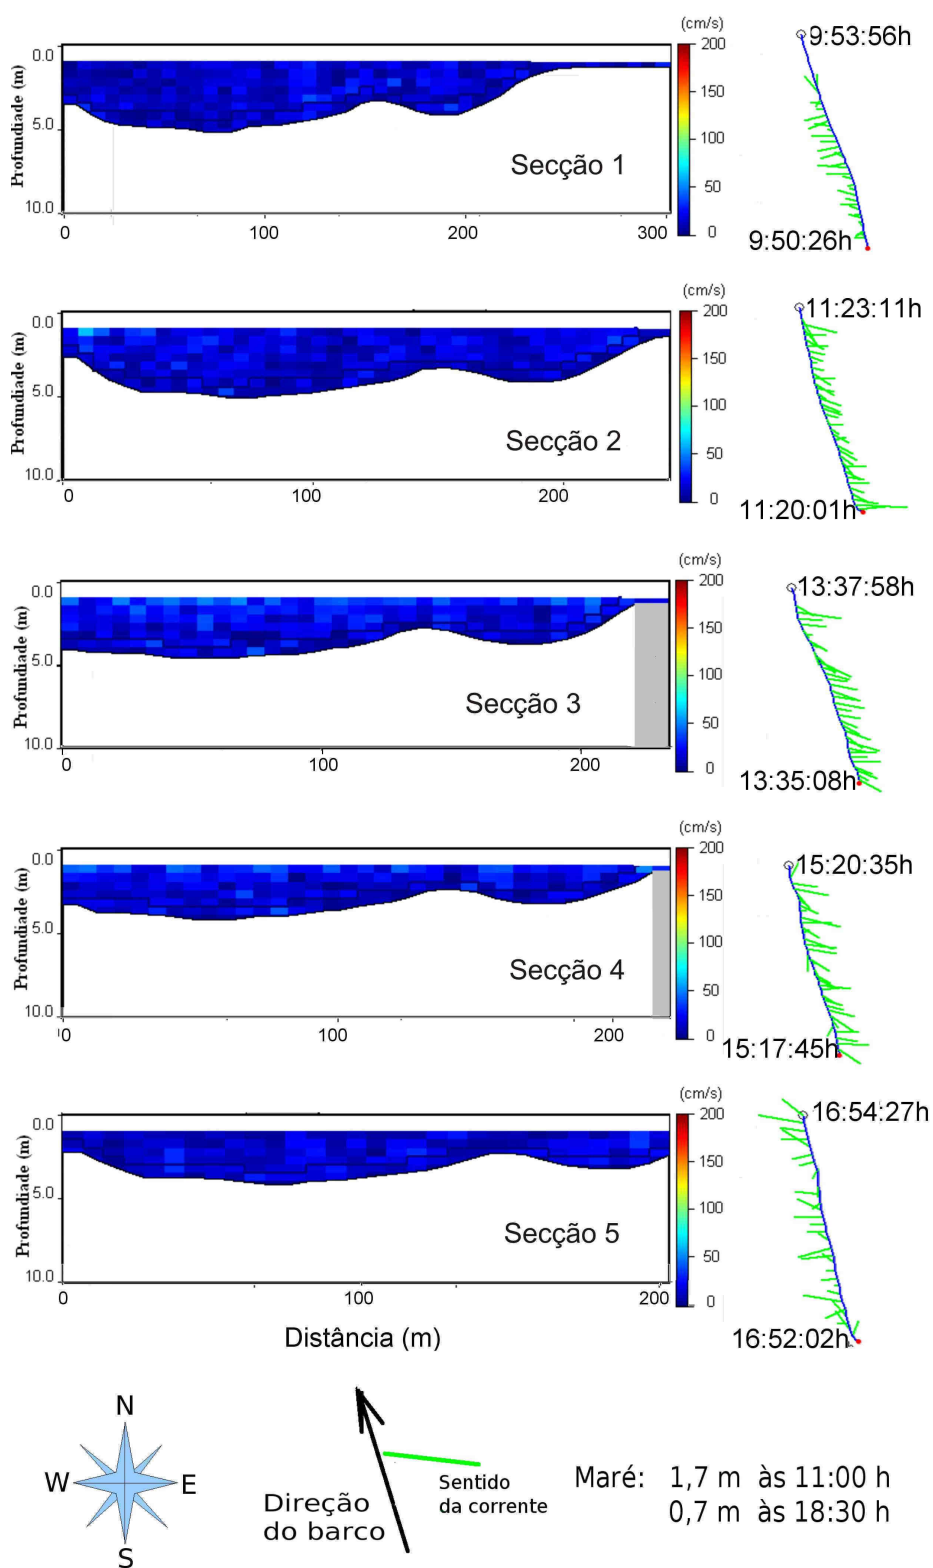 (cm/s)
200
150
100
50
0
0.0
5.0
10.0
Profundiade (m)
Secção 1
0
100
200
300
9:53:56h
9:50:26h
(cm/s)
200
150
100
50
0
0.0
5.0
10.0
Profundiade (m)
Secção 2
0
100
200
11:23:11h
11:20:01h
(cm/s)
200
150
100
50
0
0.0
5.0
10.0
Profundiade (m)
Secção 3
0
100
200
13:37:58h
13:35:08h
(cm/s)
200
150
100
50
0
0.0
5.0
10.0
Profundiade (m)
Secção 4
0
100
200
15:20:35h
15:17:45h
(cm/s)
200
150
100
50
0
0.0
5.0
10.0
Profundiade (m)
Secção 5
0
100
200
16:54:27h
16:52:02h
Distância (m)
N
W
E
S
Direção
do barco
Sentido
da corrente
Maré: 1,7 m às 11:00 h
0,7 m às 18:30 h